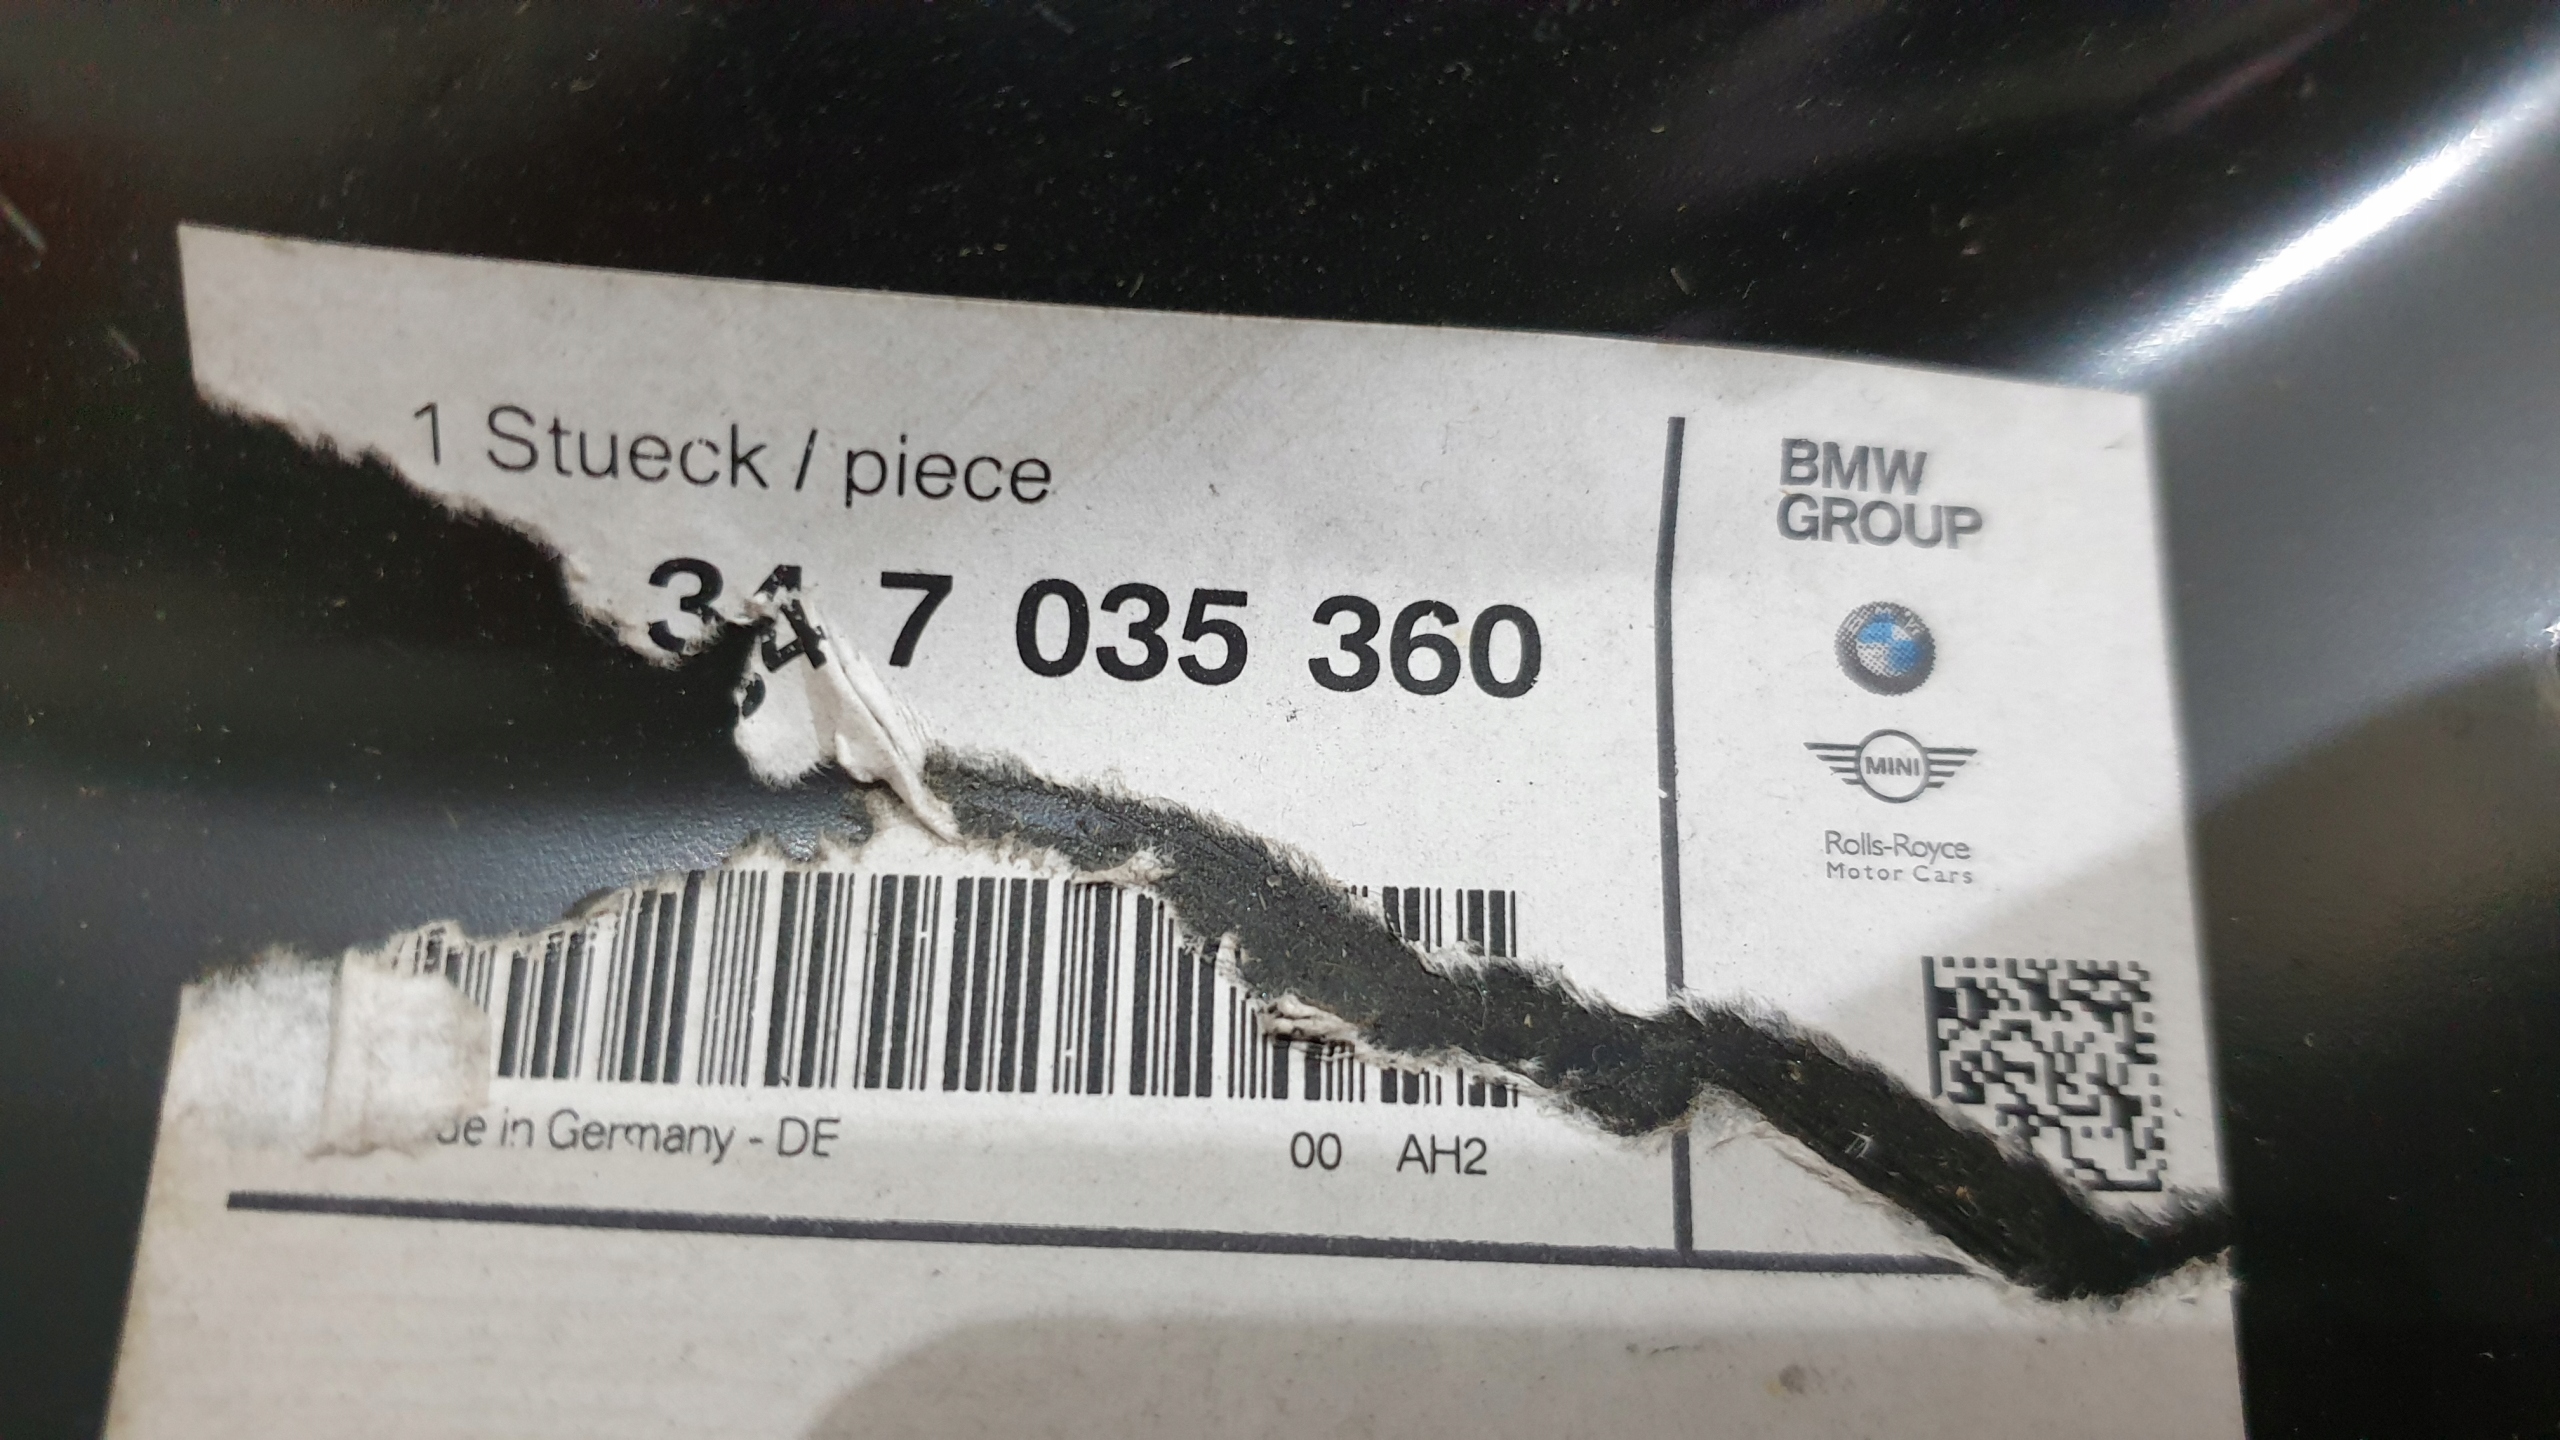 1 Stueck / piece
34 7 035 360
de in Germany - DE
00 AH2
BMW
GROUP
MINI
Rolls-Royce
Motor Cars